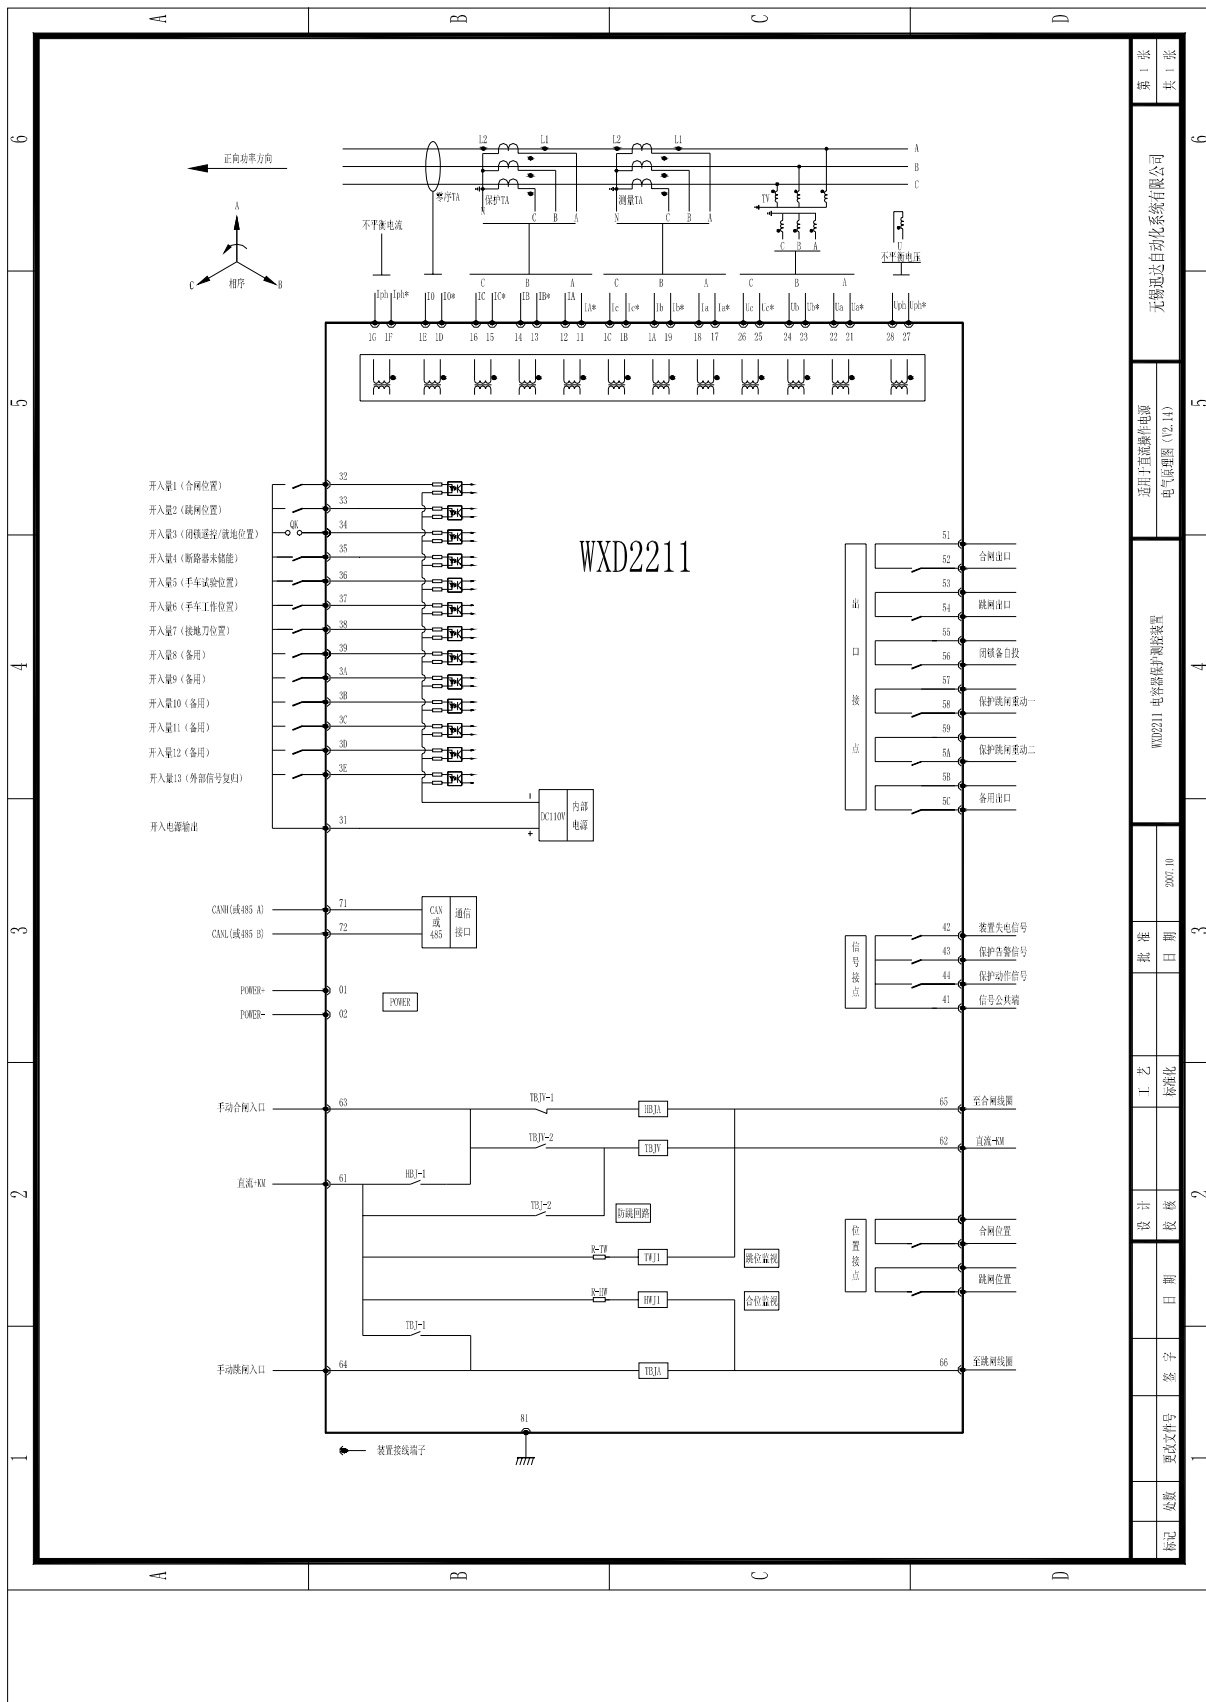 A
B
C
D
6
5
4
3
2
1
正向功率方向
A
C
B
相序
L2
L1
L2
L1
A
B
C
零序TA
保护TA
测量TA
TV
N
C
B
A
N
C
B
A
C
B
A
U
不平衡电流
不平衡电压
C
B
A
C
B
A
C
B
A
Iph
Iph*
I0
I0*
IC
IC*
IB
IB*
IA
IA*
Ic
Ic*
Ib
Ib*
Ia
Ia*
Uc
Uc*
Ub
Ub*
Ua
Ua*
Uph
Uph*
1G
1F
1E
1D
16
15
14
13
12
11
1C
1B
1A
19
18
17
26
25
24
23
22
21
28
27
WXD2211
开入量1（合闸位置）
32
开入量2（跳闸位置）
33
开入量3（闭锁遥控/就地位置）
QK
34
开入量4（断路器未储能）
35
开入量5（手车试验位置）
36
开入量6（手车工作位置）
37
开入量7（接地刀位置）
38
开入量8（备用）
39
开入量9（备用）
3A
开入量10（备用）
3B
开入量11（备用）
3C
开入量12（备用）
3D
开入量13（外部信号复归）
3E
开入电源输出
31
-
+
DC110V
内部
电源
出
口
接
点
51
52
合闸出口
53
54
跳闸出口
55
56
闭锁备自投
57
58
保护跳闸重动一
59
5A
保护跳闸重动二
5B
5C
备用出口
CANH(或485 A)
71
CANL(或485 B)
72
CAN
或
485
通信
接口
POWER+
01
POWER-
02
POWER
信
号
接
点
42
装置失电信号
43
保护告警信号
44
保护动作信号
41
信号公共端
手动合闸入口
63
TBJV-1
HBJA
65
至合闸线圈
TBJV-2
TBJV
62
直流-KM
直流+KM
61
HBJ-1
TBJ-2
防跳回路
R-TW
TWJ1
跳位监视
R-HW
HWJ1
合位监视
TBJ-1
手动跳闸入口
64
TBJA
66
至跳闸线圈
位
置
接
点
合闸位置
跳闸位置
81
装置接线端子
第 1 张
共 1 张
无锡迅达自动化系统有限公司
适用于直流操作电源
电气原理图 (V2.14)
WXD2211 电容器保护测控装置
批 准
日 期
2007.10
工 艺
标准化
设 计
校 核
标记
处数
更改文件号
签 字
日 期
6
5
4
3
2
1
A
B
C
D